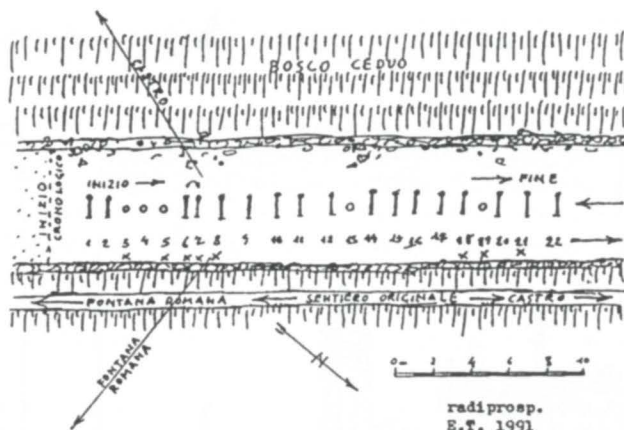 BOSCO CEDUO
CASTRO
INIZIO
CRONOLOGICO
INIZIO → → FINE
1 2 3 4 5 6 7 8 9 10 11 12 13 14 15 16 17 18 19 20 21 22
x x x x x x x
FONTANA ROMANA SENTIERO ORIGINALE CASTRO
FONTANA
ROMANA
N
0 2 4 6 8 10
radiprosp.
E.T. 1991